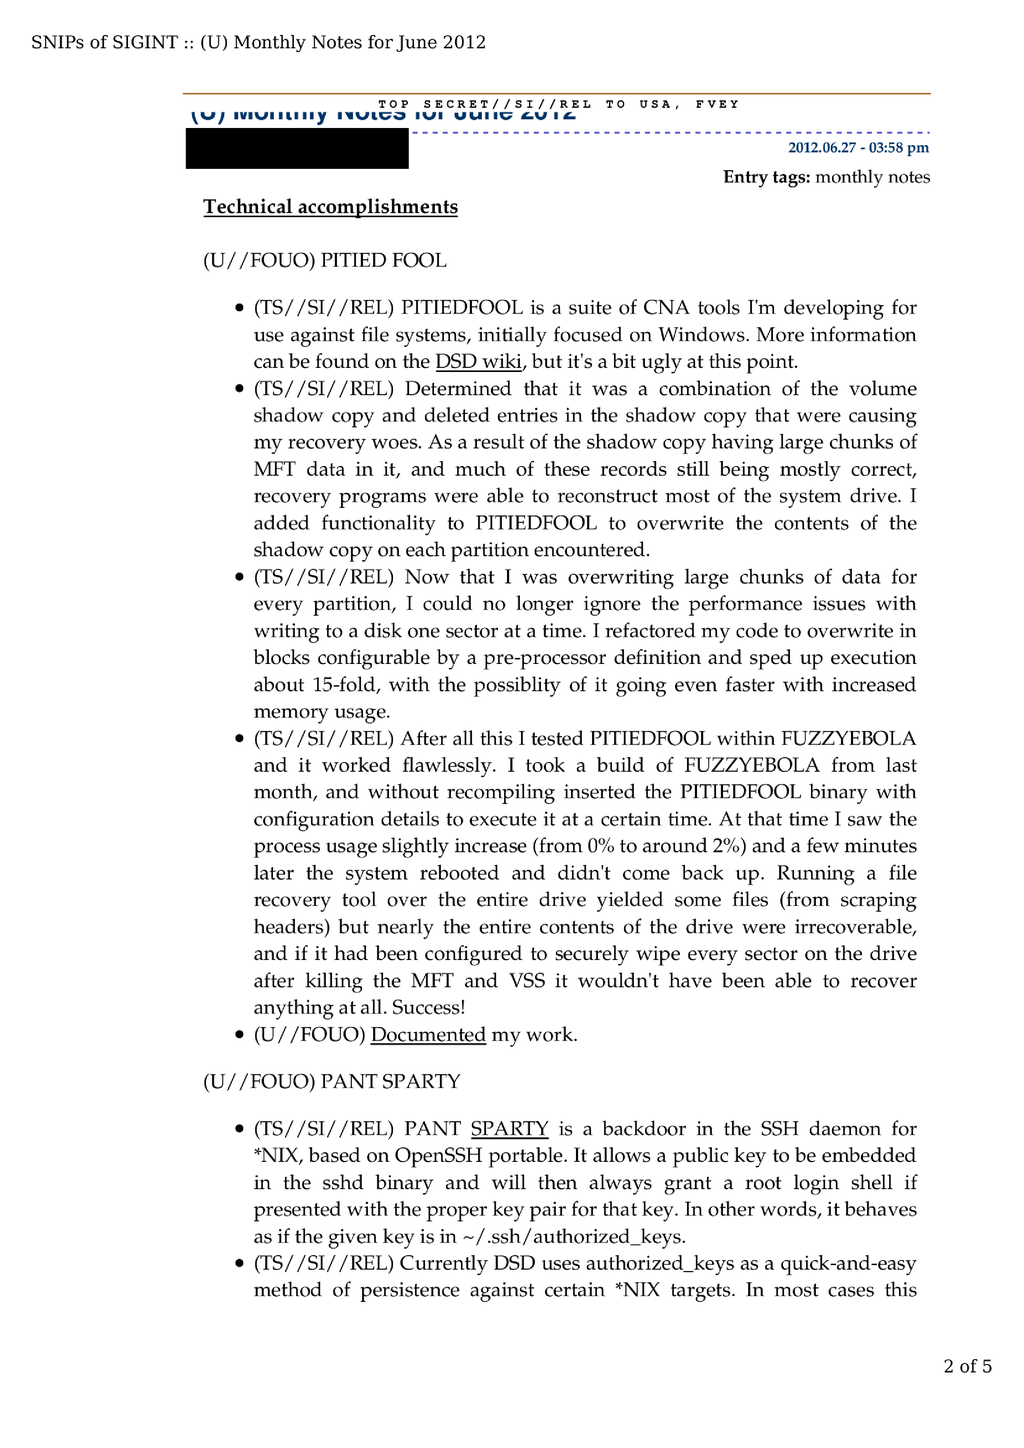 SNIPs of SIGINT :: (U) Monthly Notes for June 2012
TOP SECRET//SI//REL TO USA, FVEY
(U) Monthly Notes for June 2012
2012.06.27 - 03:58 pm
Entry tags: monthly notes
Technical accomplishments
(U//FOUO) PITIED FOOL
• (TS//SI//REL) PITIEDFOOL is a suite of CNA tools I'm developing for
use against file systems, initially focused on Windows. More information
can be found on the DSD wiki, but it's a bit ugly at this point.
• (TS//SI//REL) Determined that it was a combination of the volume
shadow copy and deleted entries in the shadow copy that were causing
my recovery woes. As a result of the shadow copy having large chunks of
MFT data in it, and much of these records still being mostly correct,
recovery programs were able to reconstruct most of the system drive. I
added functionality to PITIEDFOOL to overwrite the contents of the
shadow copy on each partition encountered.
• (TS//SI//REL) Now that I was overwriting large chunks of data for
every partition, I could no longer ignore the performance issues with
writing to a disk one sector at a time. I refactored my code to overwrite in
blocks configurable by a pre-processor definition and sped up execution
about 15-fold, with the possiblity of it going even faster with increased
memory usage.
• (TS//SI//REL) After all this I tested PITIEDFOOL within FUZZYEBOLA
and it worked flawlessly. I took a build of FUZZYEBOLA from last
month, and without recompiling inserted the PITIEDFOOL binary with
configuration details to execute it at a certain time. At that time I saw the
process usage slightly increase (from 0% to around 2%) and a few minutes
later the system rebooted and didn't come back up. Running a file
recovery tool over the entire drive yielded some files (from scraping
headers) but nearly the entire contents of the drive were irrecoverable,
and if it had been configured to securely wipe every sector on the drive
after killing the MFT and VSS it wouldn't have been able to recover
anything at all. Success!
• (U//FOUO) Documented my work.
(U//FOUO) PANT SPARTY
• (TS//SI//REL) PANT SPARTY is a backdoor in the SSH daemon for
*NIX, based on OpenSSH portable. It allows a public key to be embedded
in the sshd binary and will then always grant a root login shell if
presented with the proper key pair for that key. In other words, it behaves
as if the given key is in ~/.ssh/authorized_keys.
• (TS//SI//REL) Currently DSD uses authorized_keys as a quick-and-easy
method of persistence against certain *NIX targets. In most cases this
2 of 5